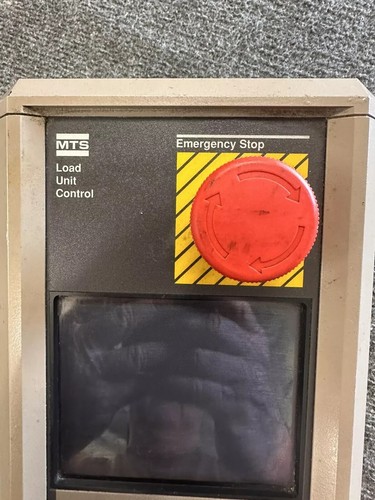 MTS
Load
Unit
Control
Emergency Stop